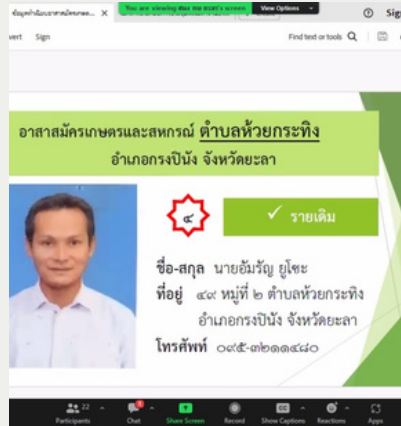 You are viewing screen View Options
Sign
vert Sign
Find text or tools
อาสาสมัครเกษตรและสหกรณ์ ตำบลห้วยกระทิง
อำเภอกรงปินัง จังหวัดยะลา
๔
✓ รายเดิม
ชื่อ-สกุล นายอัมรัญ ยูโซะ
ที่อยู่ ๔๙ หมู่ที่ ๒ ตำบลห้วยกระทิง
อำเภอกรงปินัง จังหวัดยะลา
โทรศัพท์ ๐๙๕-๓๒๑๑๔๘๐
22
Participants Chat Share Screen Record Show Captions Reactions Apps